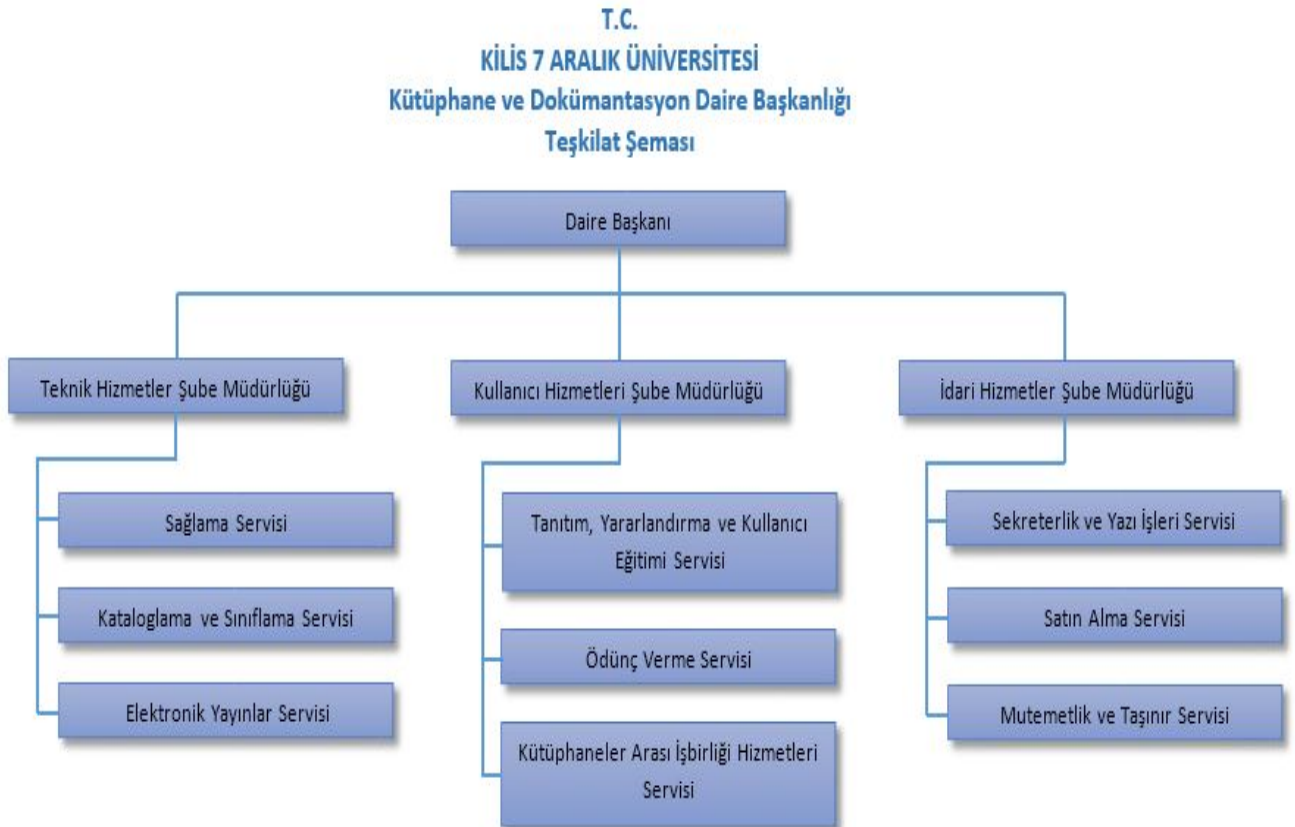 T.C.
KİLİS 7 ARALIK ÜNİVERSİTESİ
Kütüphane ve Dokümantasyon Daire Başkanlığı
Teşkilat Şeması
Daire Başkanı
Teknik Hizmetler Şube Müdürlüğü
Sağlama Servisi
Kataloglama ve Sınıflama Servisi
Elektronik Yayınlar Servisi
Kullanıcı Hizmetleri Şube Müdürlüğü
Tanıtım, Yararlandırma ve Kullanıcı
Eğitimi Servisi
Ödünç Verme Servisi
Kütüphaneler Arası İşbirliği Hizmetleri
Servisi
İdari Hizmetler Şube Müdürlüğü
Sekreterlik ve Yazı İşleri Servisi
Satın Alma Servisi
Mutemetlik ve Taşınır Servisi